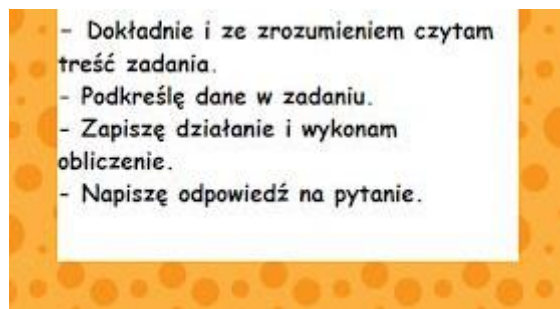 - Dokładnie i ze zrozumieniem czytam
treść zadania.
- Podkreślę dane w zadaniu.
- Zapiszę działanie i wykonam
obliczenie.
- Napiszę odpowiedź na pytanie.